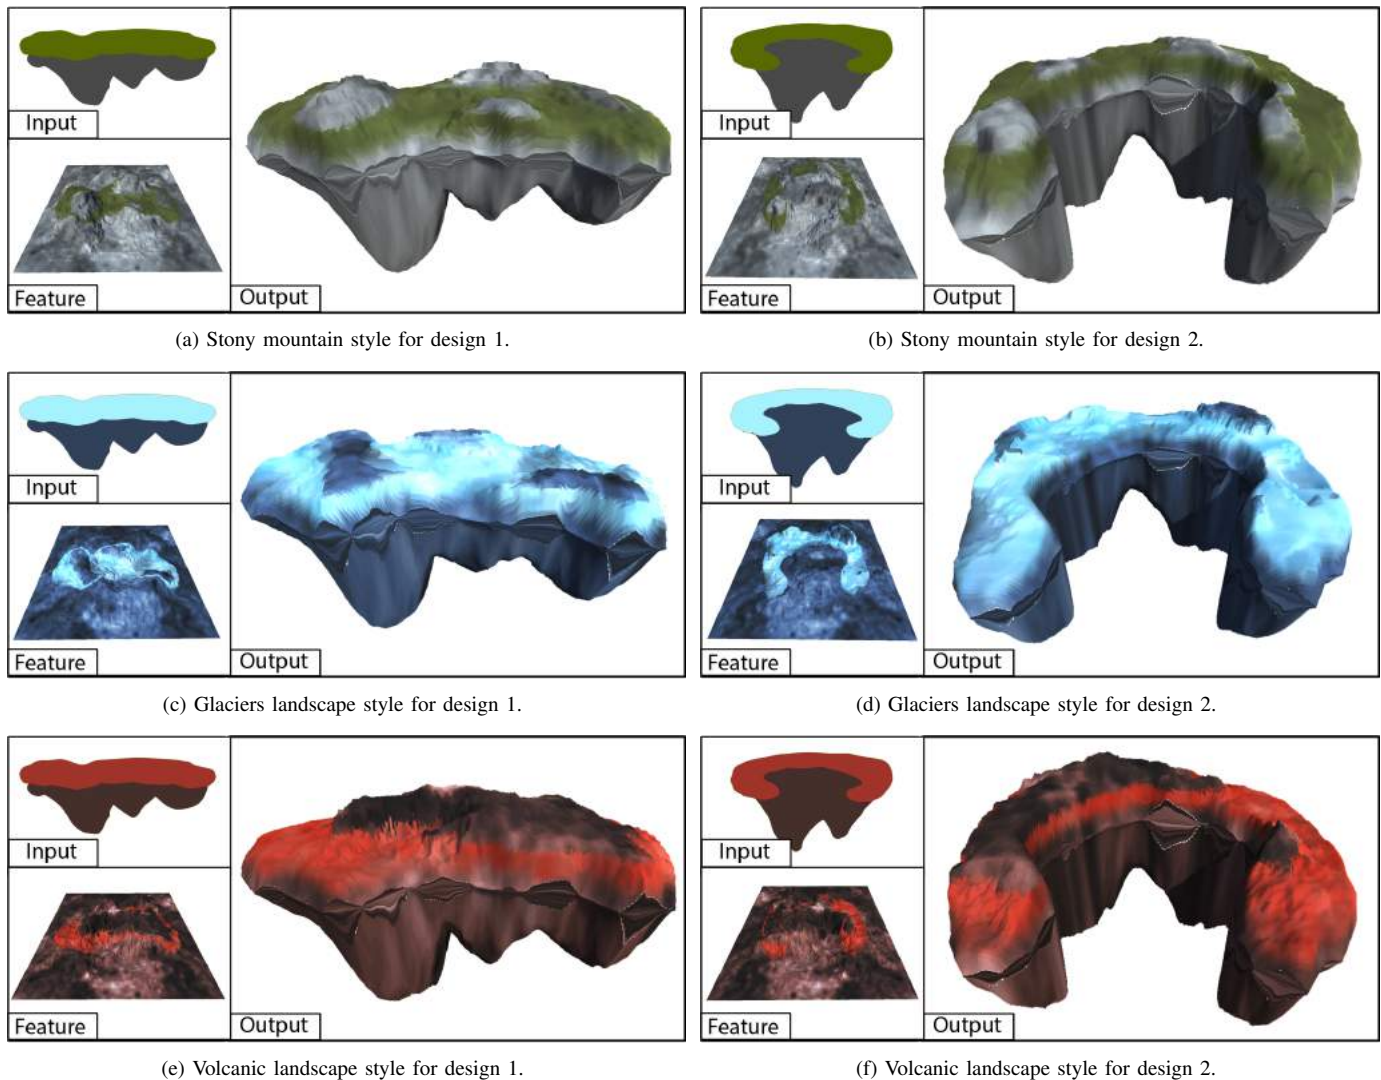 Input
Feature
Output
(a) Stony mountain style for design 1.
Input
Feature
Output
(b) Stony mountain style for design 2.
Input
Feature
Output
(c) Glaciers landscape style for design 1.
Input
Feature
Output
(d) Glaciers landscape style for design 2.
Input
Feature
Output
(e) Volcanic landscape style for design 1.
Input
Feature
Output
(f) Volcanic landscape style for design 2.